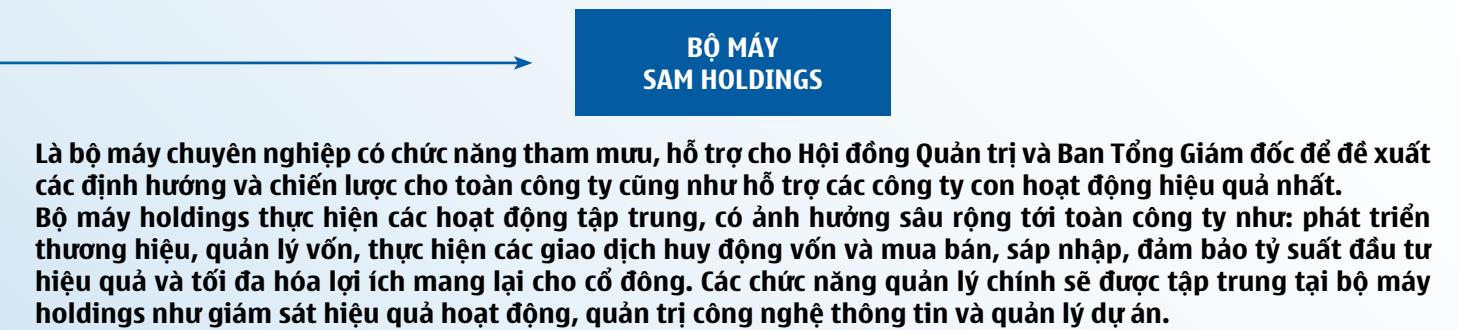 BỘ MÁY
SAM HOLDINGS
Là bộ máy chuyên nghiệp có chức năng tham mưu, hỗ trợ cho Hội đồng Quản trị và Ban Tổng Giám đốc để đề xuất
các định hướng và chiến lược cho toàn công ty cũng như hỗ trợ các công ty con hoạt động hiệu quả nhất.
Bộ máy holdings thực hiện các hoạt động tập trung, có ảnh hưởng sâu rộng tới toàn công ty như: phát triển
thương hiệu, quản lý vốn, thực hiện các giao dịch huy động vốn và mua bán, sáp nhập, đảm bảo tỷ suất đầu tư
hiệu quả và tối đa hóa lợi ích mang lại cho cổ đông. Các chức năng quản lý chính sẽ được tập trung tại bộ máy
holdings như giám sát hiệu quả hoạt động, quản trị công nghệ thông tin và quản lý dự án.